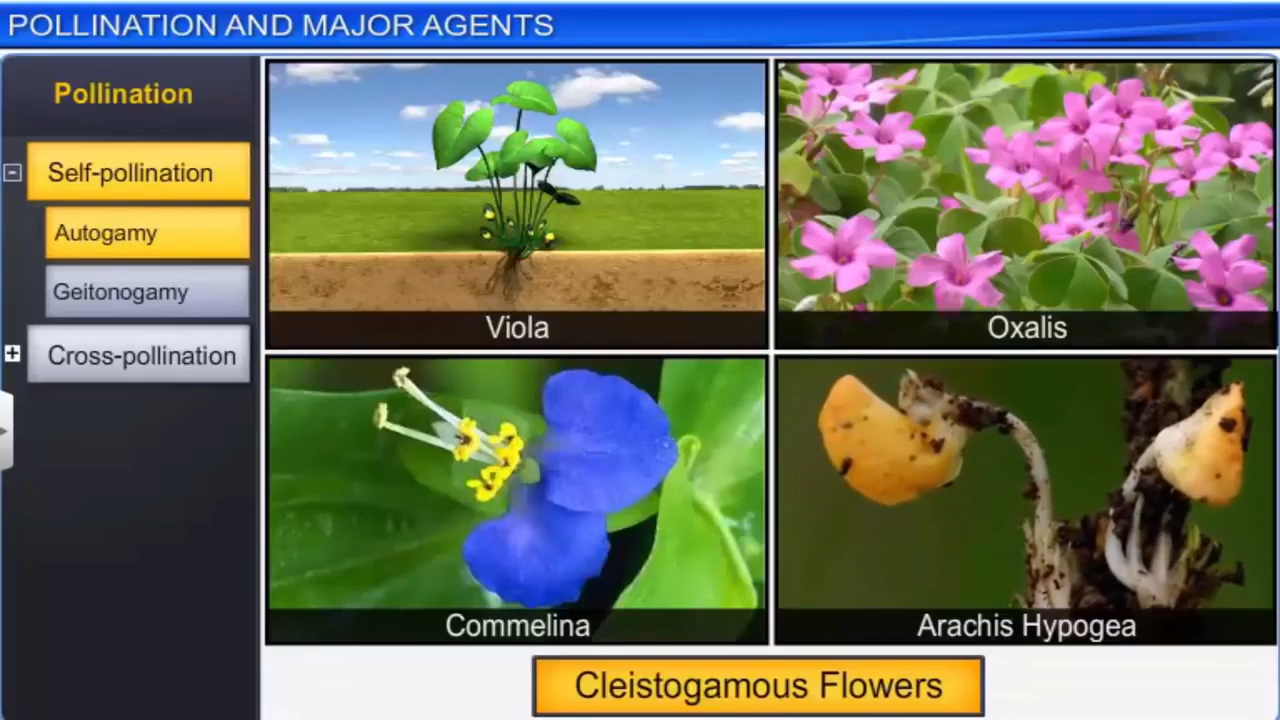 POLLINATION AND MAJOR AGENTS
Pollination
Self-pollination
Autogamy
Geitonogamy
Cross-pollination
Viola
Oxalis
Commelina
Arachis Hypogea
Cleistogamous Flowers